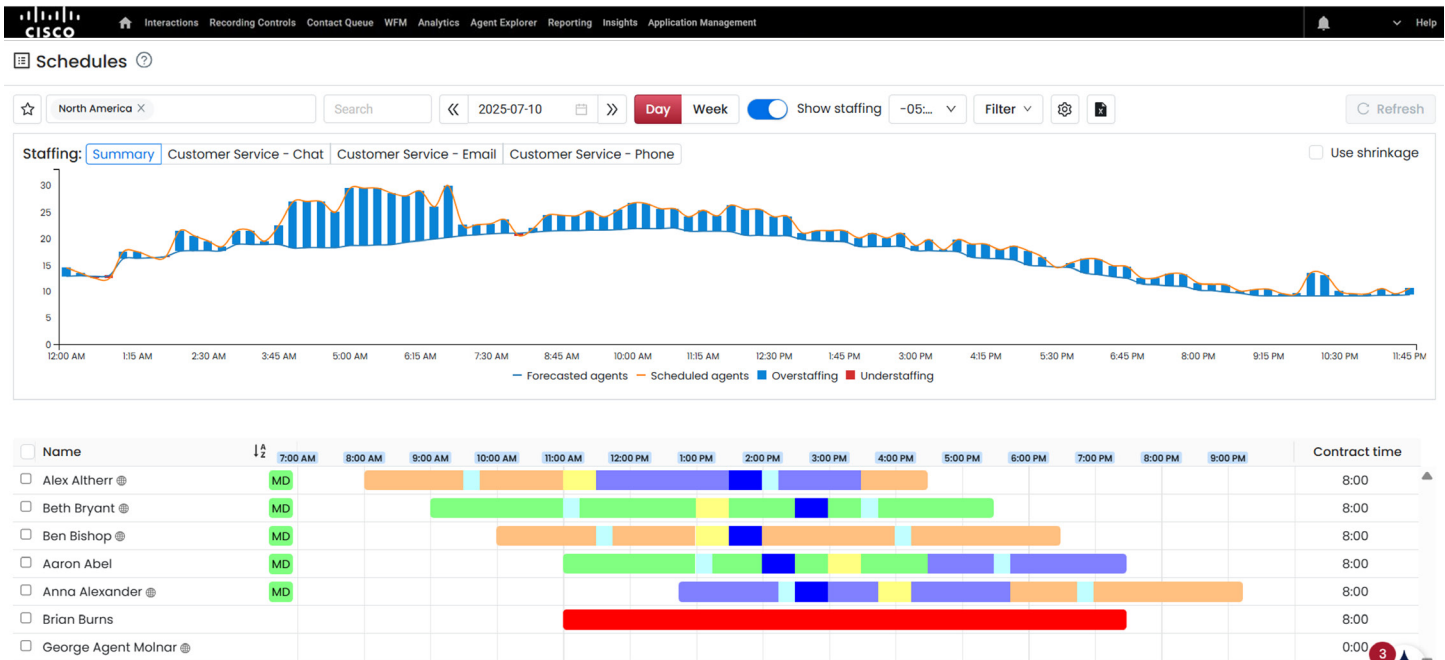 CISCO
Interactions Recording Controls Contact Queue WFM Analytics Agent Explorer Reporting Insights Application Management Help
Schedules ?
North America X Search 2025-07-10 Day Week Show staffing -05:... Filter Refresh
Staffing: Summary Customer Service - Chat Customer Service - Email Customer Service - Phone Use shrinkage
30
25
20
15
10
5
0
12:00 AM 1:15 AM 2:30 AM 3:45 AM 5:00 AM 6:15 AM 7:30 AM 8:45 AM 10:00 AM 11:15 AM 12:30 PM 1:45 PM 3:00 PM 4:15 PM 5:30 PM 6:45 PM 8:00 PM 9:15 PM 10:30 PM 11:45 PM
Forecasted agents Scheduled agents Overstaffing Understaffing
Name AZ 7:00 AM 8:00 AM 9:00 AM 10:00 AM 11:00 AM 12:00 PM 1:00 PM 2:00 PM 3:00 PM 4:00 PM 5:00 PM 6:00 PM 7:00 PM 8:00 PM 9:00 PM Contract time
Alex Altherr MD 8:00
Beth Bryant MD 8:00
Ben Bishop MD 8:00
Aaron Abel MD 8:00
Anna Alexander MD 8:00
Brian Burns 8:00
George Agent Molnar 0:00 3